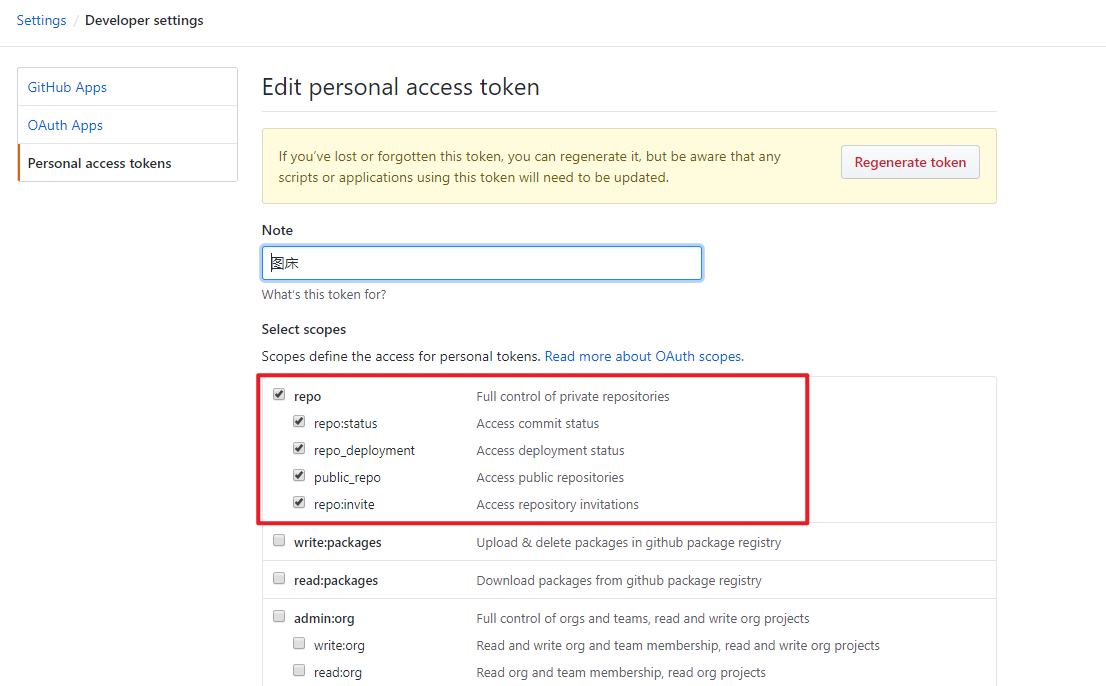 Settings / Developer settings
GitHub Apps
OAuth Apps
Personal access tokens
Edit personal access token
If you’ve lost or forgotten this token, you can regenerate it, but be aware that any
scripts or applications using this token will need to be updated.
Regenerate token
Note
图床
What's this token for?
Select scopes
Scopes define the access for personal tokens. Read more about OAuth scopes.
repo Full control of private repositories
repo:status Access commit status
repo_deployment Access deployment status
public_repo Access public repositories
repo:invite Access repository invitations
write:packages Upload & delete packages in github package registry
read:packages Download packages from github package registry
admin:org Full control of orgs and teams, read and write org projects
write:org Read and write org and team membership, read and write org projects
read:org Read org and team membership, read org projects